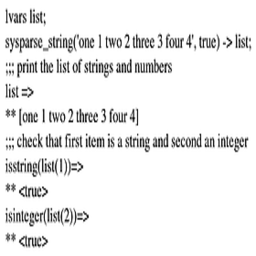 lvars list;
sysparse_string('one 1 two 2 three 3 four 4', true) -> list;
;;; print the list of strings and numbers
list =>
** [one 1 two 2 three 3 four 4]
;;; check that first item is a string and second an integer
isstring(list(1))=>
** <true>
isinteger(list(2))=>
** <true>